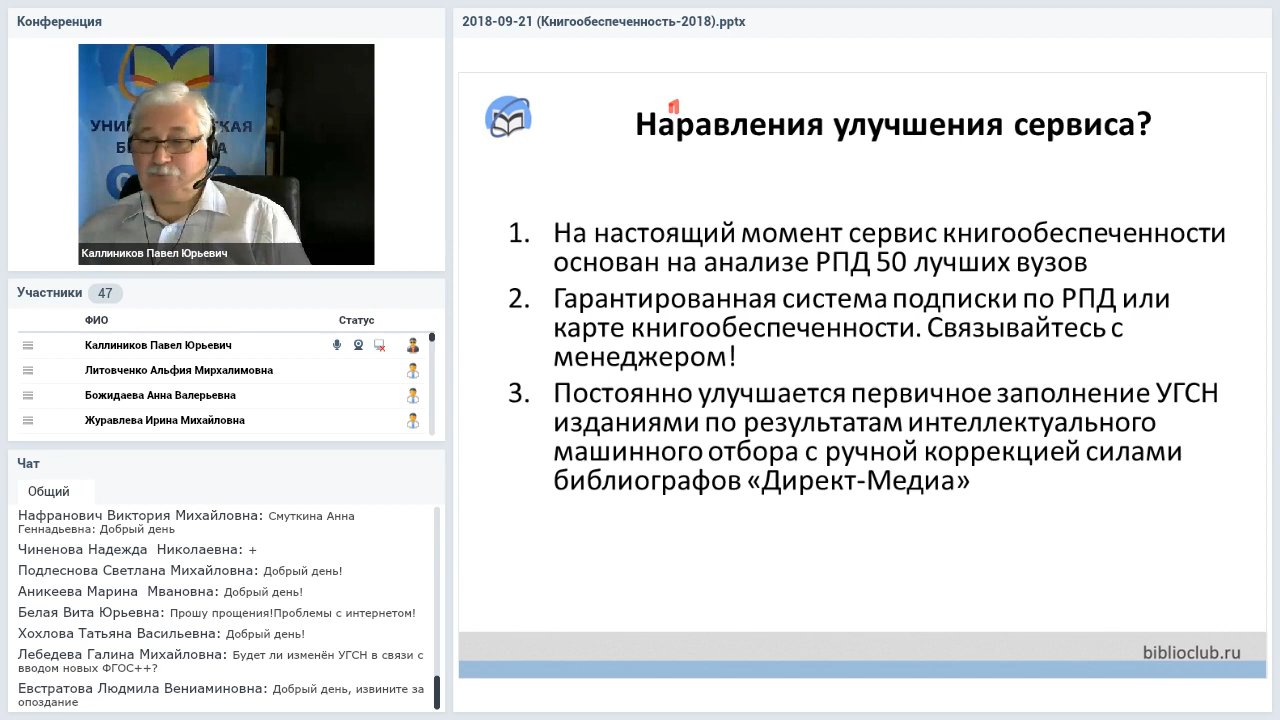 Конференция
Каллиников Павел Юрьевич
Участники 47
ФИО Статус
Каллиников Павел Юрьевич
Литовченко Альфия Мирхалимовна
Божидаева Анна Валерьевна
Журавлева Ирина Михайловна
Чат
Общий
Нафранович Виктория Михайловна: Смуткина Анна
Геннадьевна: Добрый день
Чиненова Надежда Николаевна: +
Подлеснова Светлана Михайловна: Добрый день!
Аникеева Марина Мвановна: Добрый день!
Белая Вита Юрьевна: Прошу прощения!Проблемы с интернетом!
Хохлова Татьяна Васильевна: Добрый день!
Лебедева Галина Михайловна: Будет ли изменён УГСН в связи с
вводом новых ФГОС++?
Евстратова Людмила Вениаминовна: Добрый день, извините за
опоздание
2018-09-21 (Книгообеспеченность-2018).pptx
Наравления улучшения сервиса?
1. На настоящий момент сервис книгообеспеченности
основан на анализе РПД 50 лучших вузов
2. Гарантированная система подписки по РПД или
карте книгообеспеченности. Связывайтесь с
менеджером!
3. Постоянно улучшается первичное заполнение УГСН
изданиями по результатам интеллектуального
машинного отбора с ручной коррекцией силами
библиографов «Директ-Медиа»
biblioclub.ru